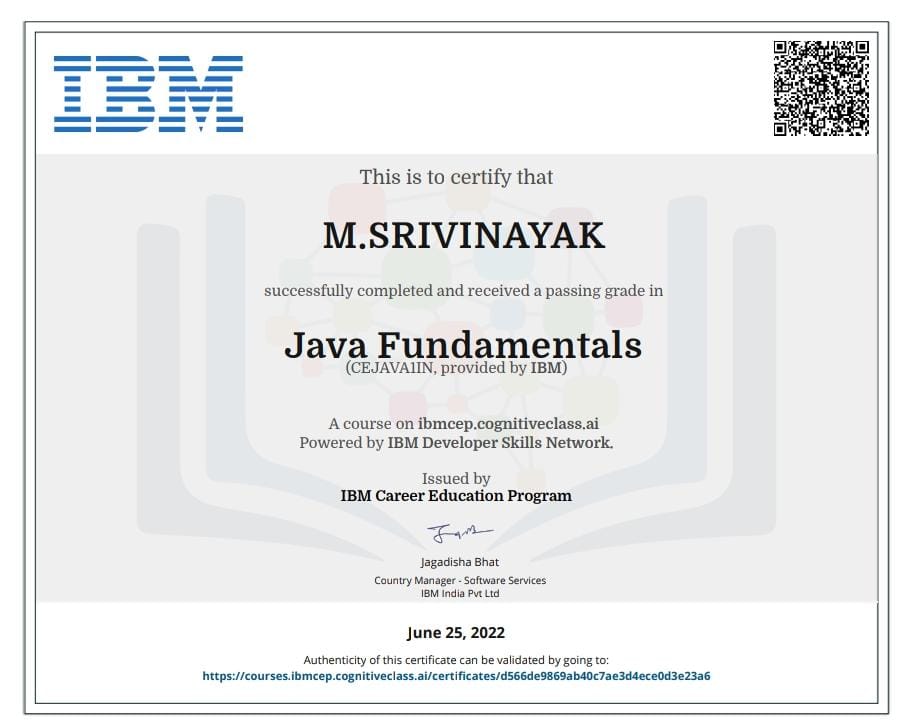 IBM
This is to certify that
M.SRIVINAYAK
successfully completed and received a passing grade in
Java Fundamentals
(CEJAVA1IN, provided by IBM)
A course on ibmcep.cognitiveclass.ai
Powered by IBM Developer Skills Network.
Issued by
IBM Career Education Program
Jagadisha Bhat
Country Manager - Software Services
IBM India Pvt Ltd
June 25, 2022
Authenticity of this certificate can be validated by going to:
https://courses.ibmcep.cognitiveclass.ai/certificates/d566de9869ab40c7ae3d4ece0d3e23a6